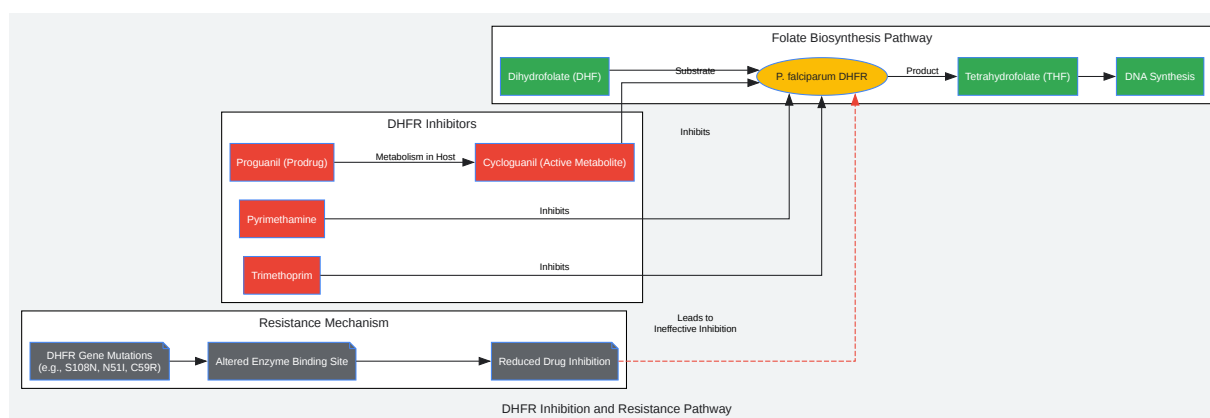 Folate Biosynthesis Pathway
Dihydrofolate (DHF)
Substrate
P. falciparum DHFR
Product
Tetrahydrofolate (THF)
DNA Synthesis
DHFR Inhibitors
Inhibits
Proguanil (Prodrug)
Metabolism in Host
Cycloguanil (Active Metabolite)
Pyrimethamine
Inhibits
Trimethoprim
Inhibits
Resistance Mechanism
Leads to
Ineffective Inhibition
DHFR Gene Mutations
(e.g., S108N, N51I, C59R)
Altered Enzyme Binding Site
Reduced Drug Inhibition
DHFR Inhibition and Resistance Pathway